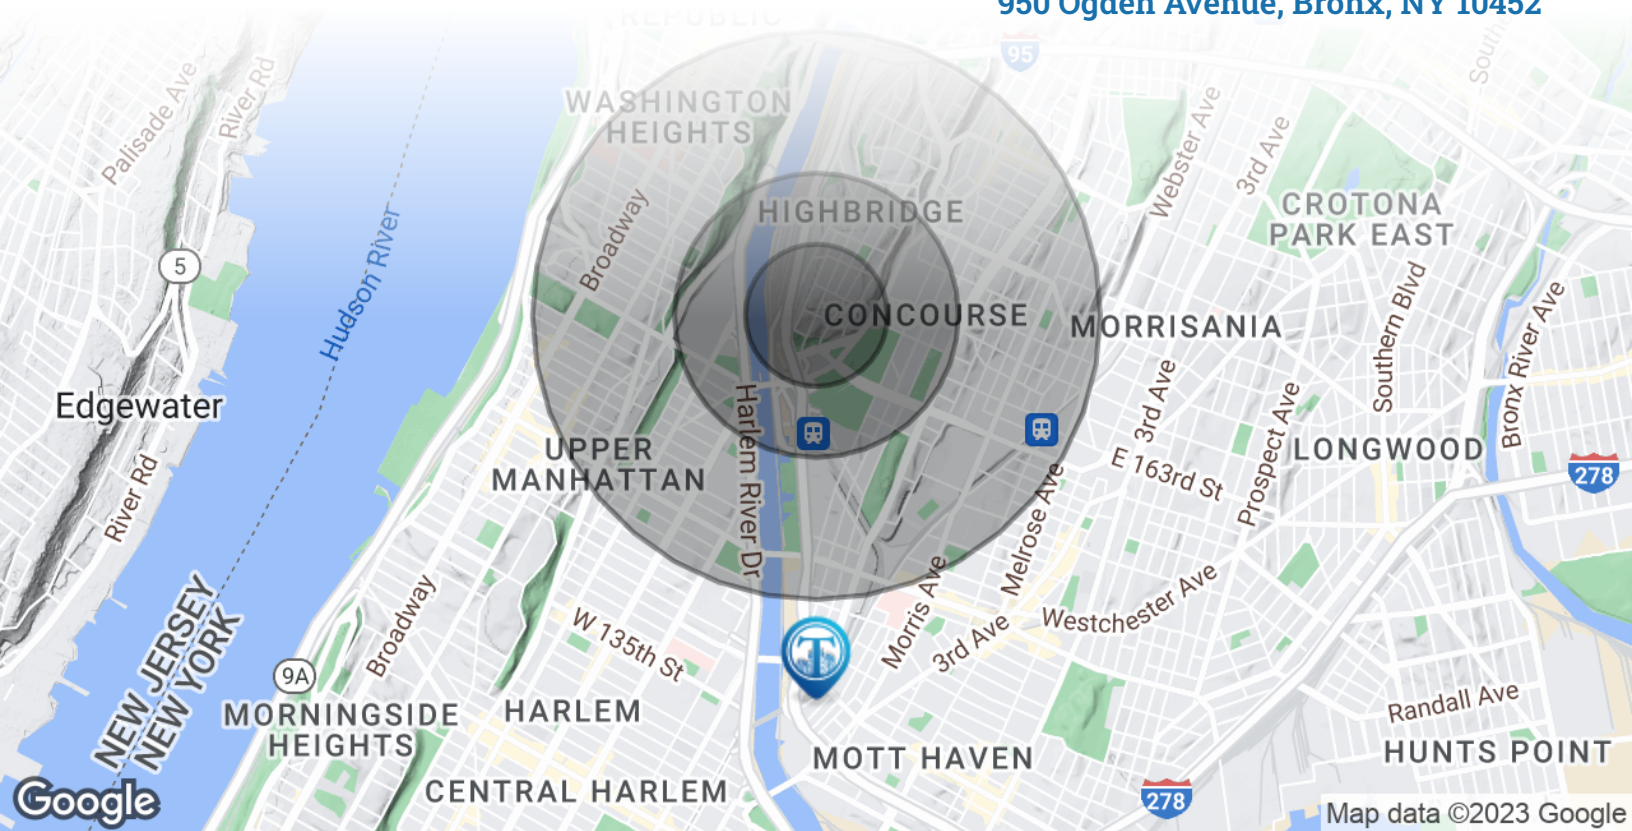 950 Ogden Avenue, Bronx, NY 10452
REPUBLIC
95
South
Palisade Ave
River Rd
WASHINGTON
HEIGHTS
Webster Ave
3rd Ave
HIGHBRIDGE
CROTONA
PARK EAST
Broadway
Hudson River
5
CONCOURSE
MORRISANIA
Southern Blvd
Bronx River Ave
Edgewater
Harlem River Dr
3rd Ave
Prospect Ave
UPPER
MANHATTAN
E 163rd St
LONGWOOD
278
River Rd
Melrose Ave
NEW JERSEY
NEW YORK
Broadway
W 135th St
Morris Ave
3rd Ave
Westchester Ave
T
9A
MORNINGSIDE
HEIGHTS
HARLEM
Randall Ave
MOTT HAVEN
HUNTS POINT
CENTRAL HARLEM
278
Google
Map data ©2023 Google